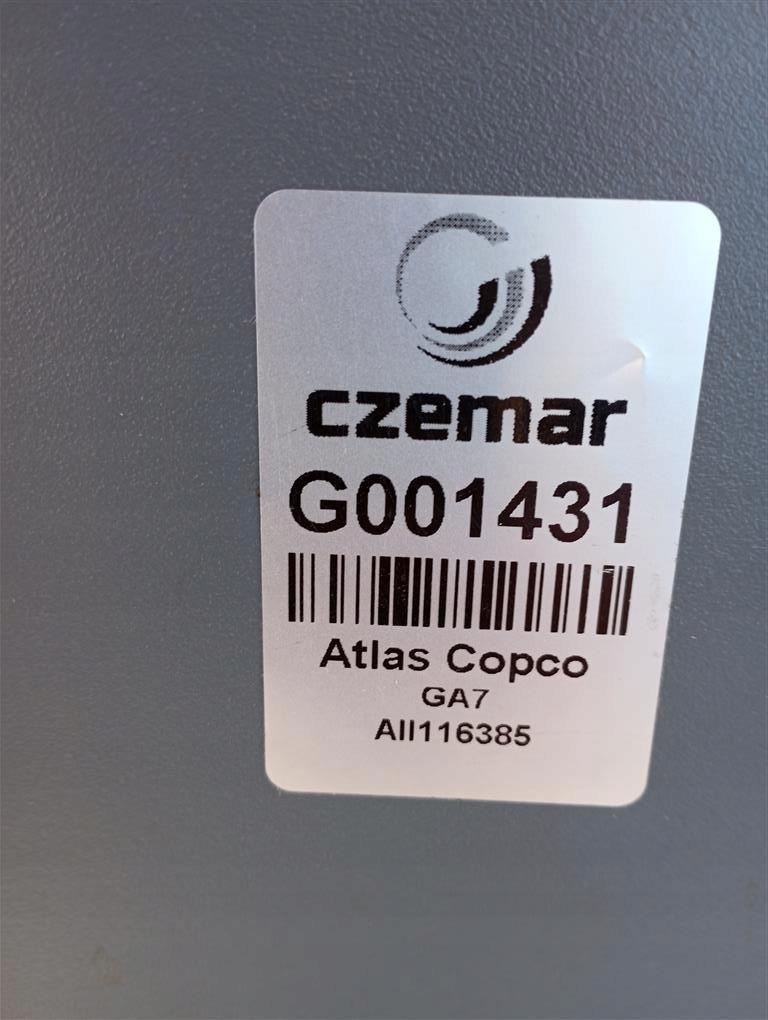 czemar
G001431
Atlas Copco
GA7
AII116385